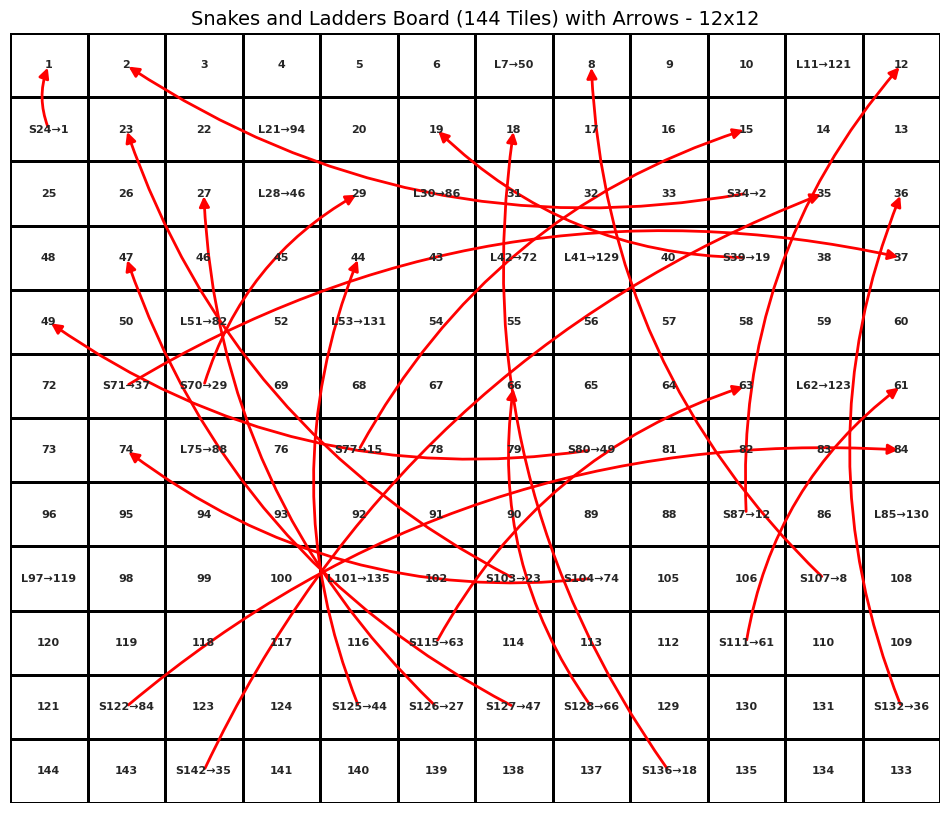 Snakes and Ladders Board (144 Tiles) with Arrows - 12x12
1 2 3 4 5 6 L7→50 8 9 10 L11→121 12
S24→1 23 22 L21→94 20 19 18 17 16 15 14 13
25 26 27 L28→46 29 L30→86 31 32 33 S34→2 35 36
48 47 46 45 44 43 L42→72 L41→129 40 S39→19 38 37
49 50 L51→82 52 L53→131 54 55 56 57 58 59 60
72 S71→37 S70→29 69 68 67 66 65 64 63 L62→123 61
73 74 L75→88 76 S77→15 78 79 S80→49 81 82 83 84
96 95 94 93 92 91 90 89 88 S87→12 86 L85→130
L97→119 98 99 100 L101→135 102 S103→23 S104→74 105 106 S107→8 108
120 119 118 117 116 S115→63 114 113 112 S111→61 110 109
121 S122→84 123 124 S125→44 S126→27 S127→47 S128→66 129 130 131 S132→36
144 143 S142→35 141 140 139 138 137 S136→18 135 134 133